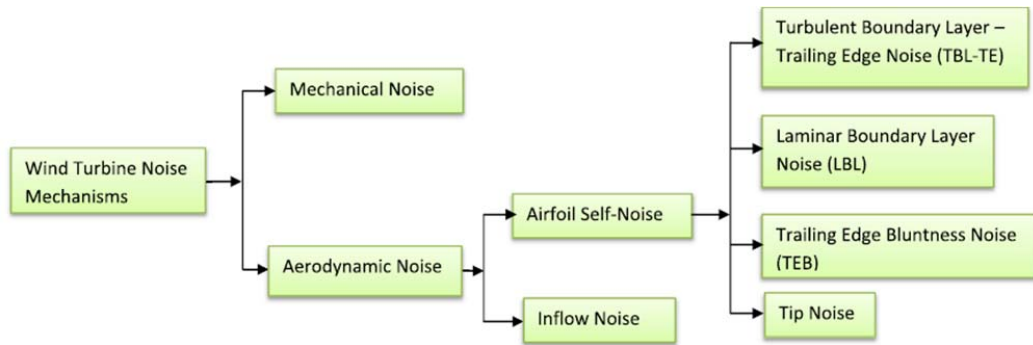 Wind Turbine Noise
Mechanisms
Mechanical Noise
Aerodynamic Noise
Airfoil Self-Noise
Inflow Noise
Turbulent Boundary Layer –
Trailing Edge Noise (TBL-TE)
Laminar Boundary Layer
Noise (LBL)
Trailing Edge Bluntness Noise
(TEB)
Tip Noise